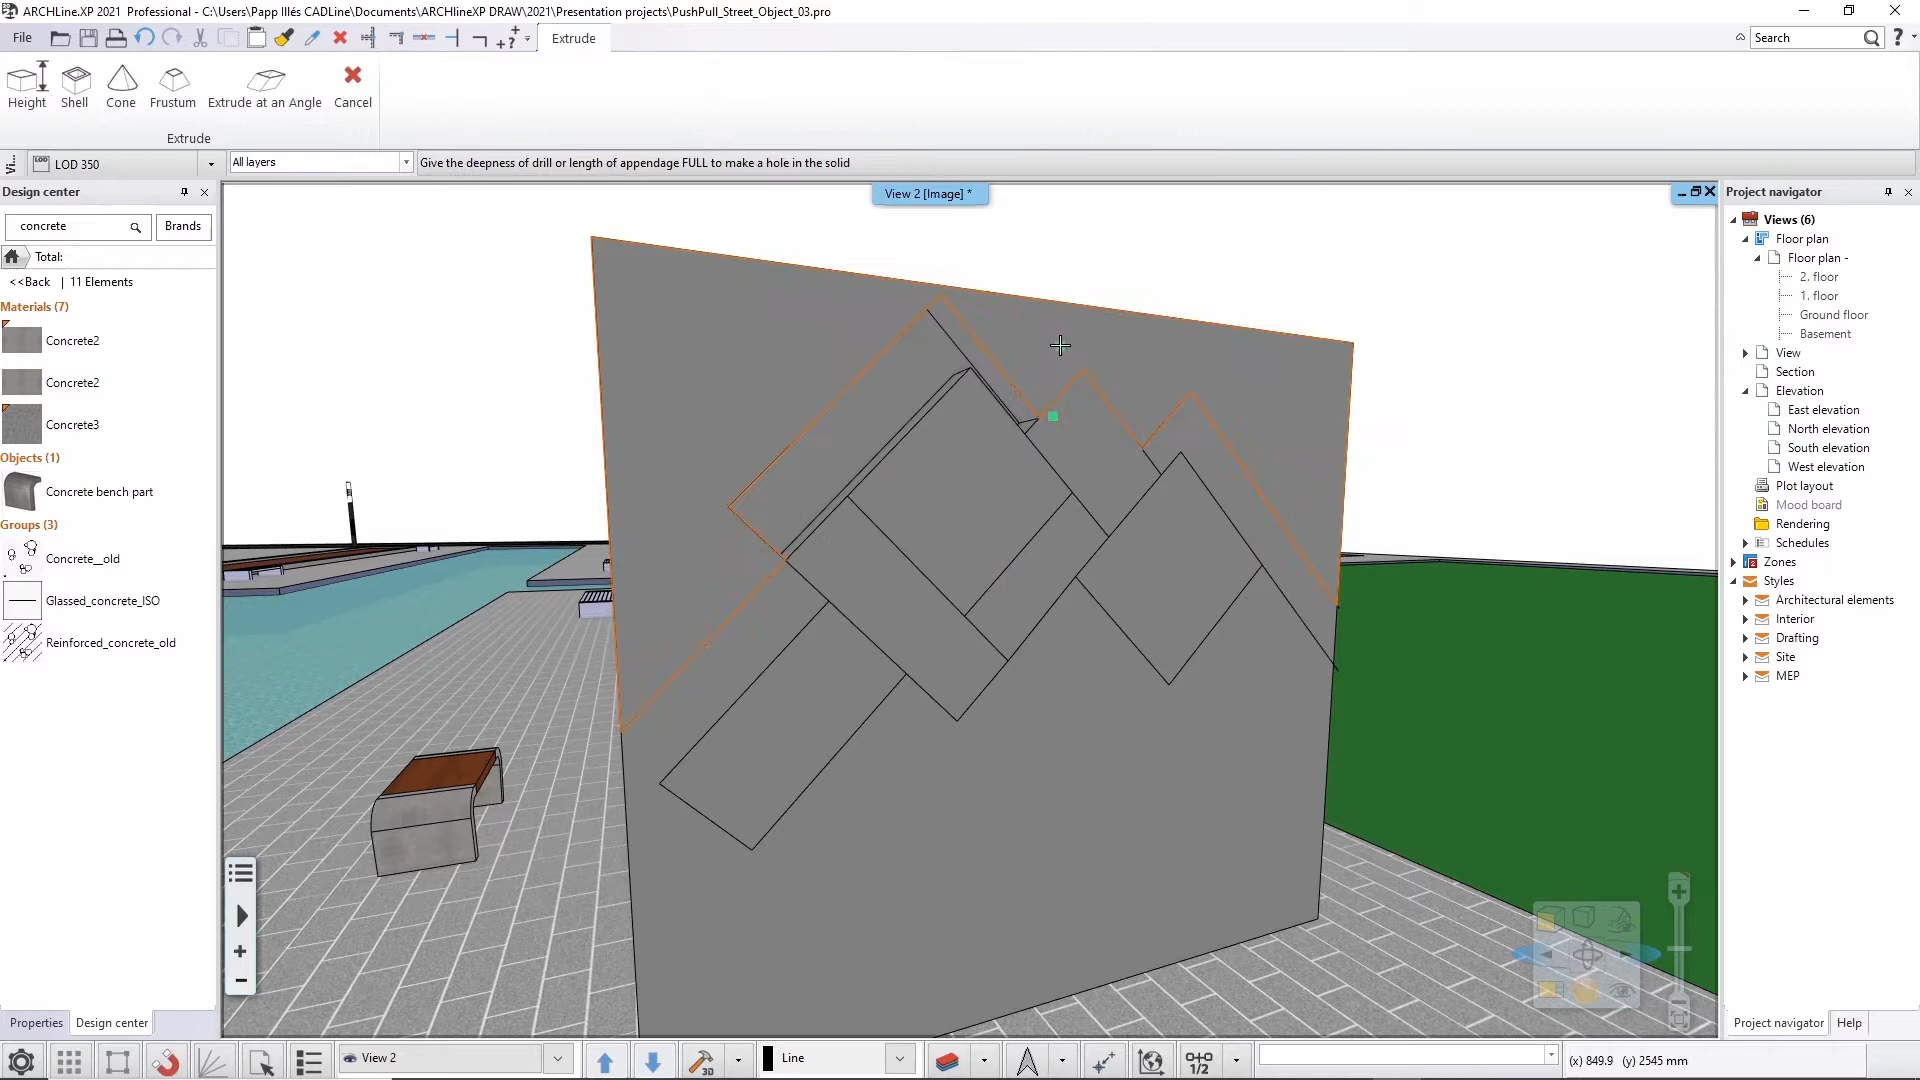 ARCHLine.XP 2021 Professional - C:\Users\Papp Illés CADLine\Documents\ARCHlineXP DRAW\2021\Presentation projects\PushPull_Street_Object_03.pro
File
Extrude
Search
Height
Shell
Cone
Frustum
Extrude at an Angle
Cancel
Extrude
LOD 350
All layers
Give the deepness of drill or length of appendage FULL to make a hole in the solid
Design center
concrete
Brands
Total:
<<Back | 11 Elements
Materials (7)
Concrete2
Concrete2
Concrete3
Objects (1)
Concrete bench part
Groups (3)
Concrete__old
Glassed_concrete_ISO
Reinforced_concrete_old
Properties
Design center
View 2 [Image] *
Project navigator
Views (6)
Floor plan
Floor plan -
2. floor
1. floor
Ground floor
Basement
View
Section
Elevation
East elevation
North elevation
South elevation
West elevation
Plot layout
Mood board
Rendering
Schedules
Zones
Styles
Architectural elements
Interior
Drafting
Site
MEP
Project navigator
Help
View 2
3D
Line
1/2
(x) 849.9 (y) 2545 mm